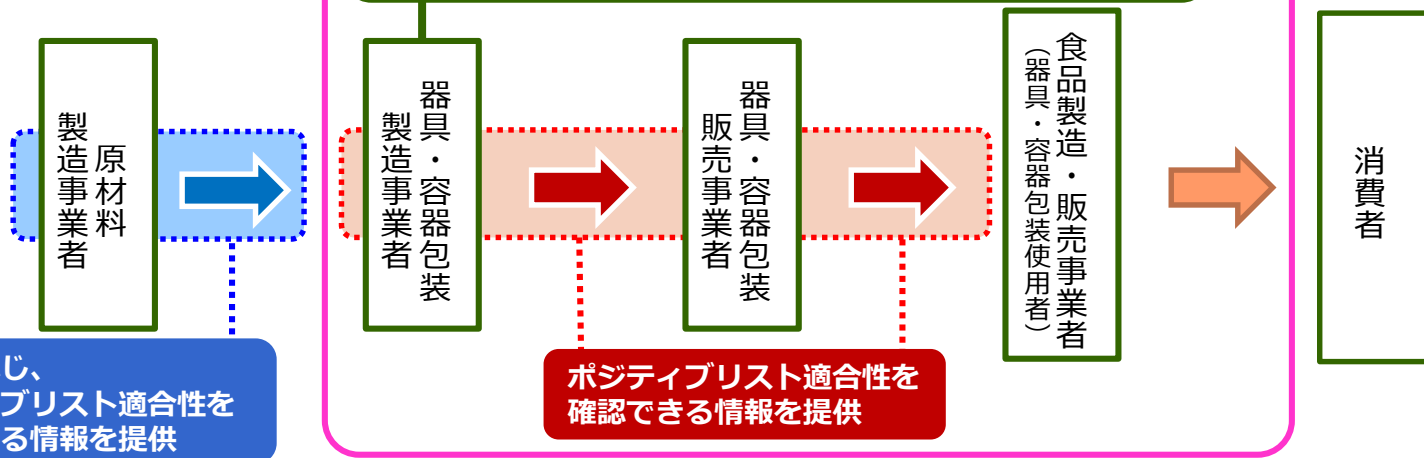 原材料
製造事業者
器具・容器包装
製造事業者
器具・容器包装
販売事業者
食品製造・販売事業者
（器具・容器包装使用者）
消費者
じ、
ブリスト適合性を
る情報を提供
ポジティブリスト適合性を
確認できる情報を提供